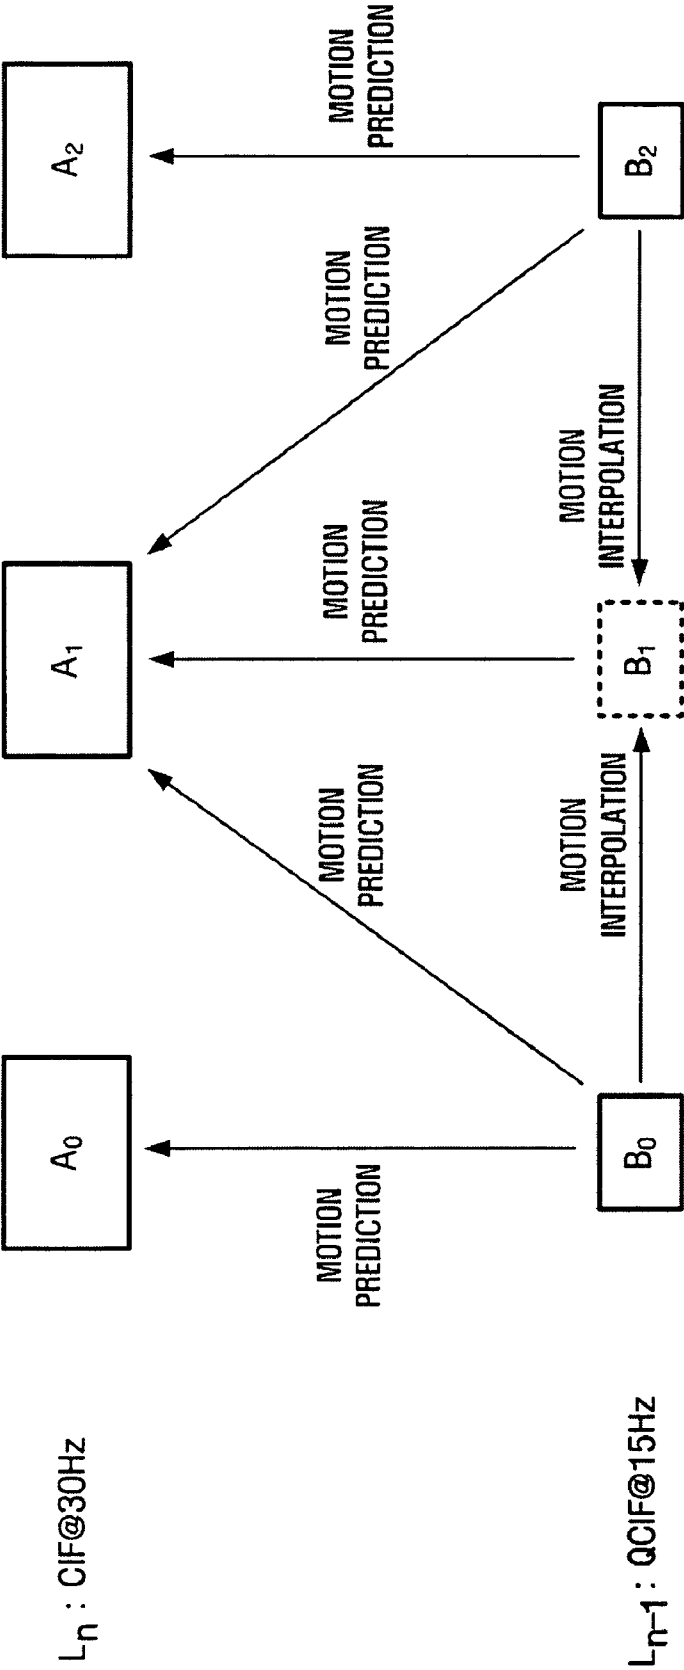 Lₙ : CIF@30Hz
A₀
A₁
A₂
MOTION
PREDICTION
MOTION
PREDICTION
MOTION
PREDICTION
MOTION
PREDICTION
MOTION
PREDICTION
MOTION
INTERPOLATION
MOTION
INTERPOLATION
Lₙ₋₁ : QCIF@15Hz
B₀
B₁
B₂